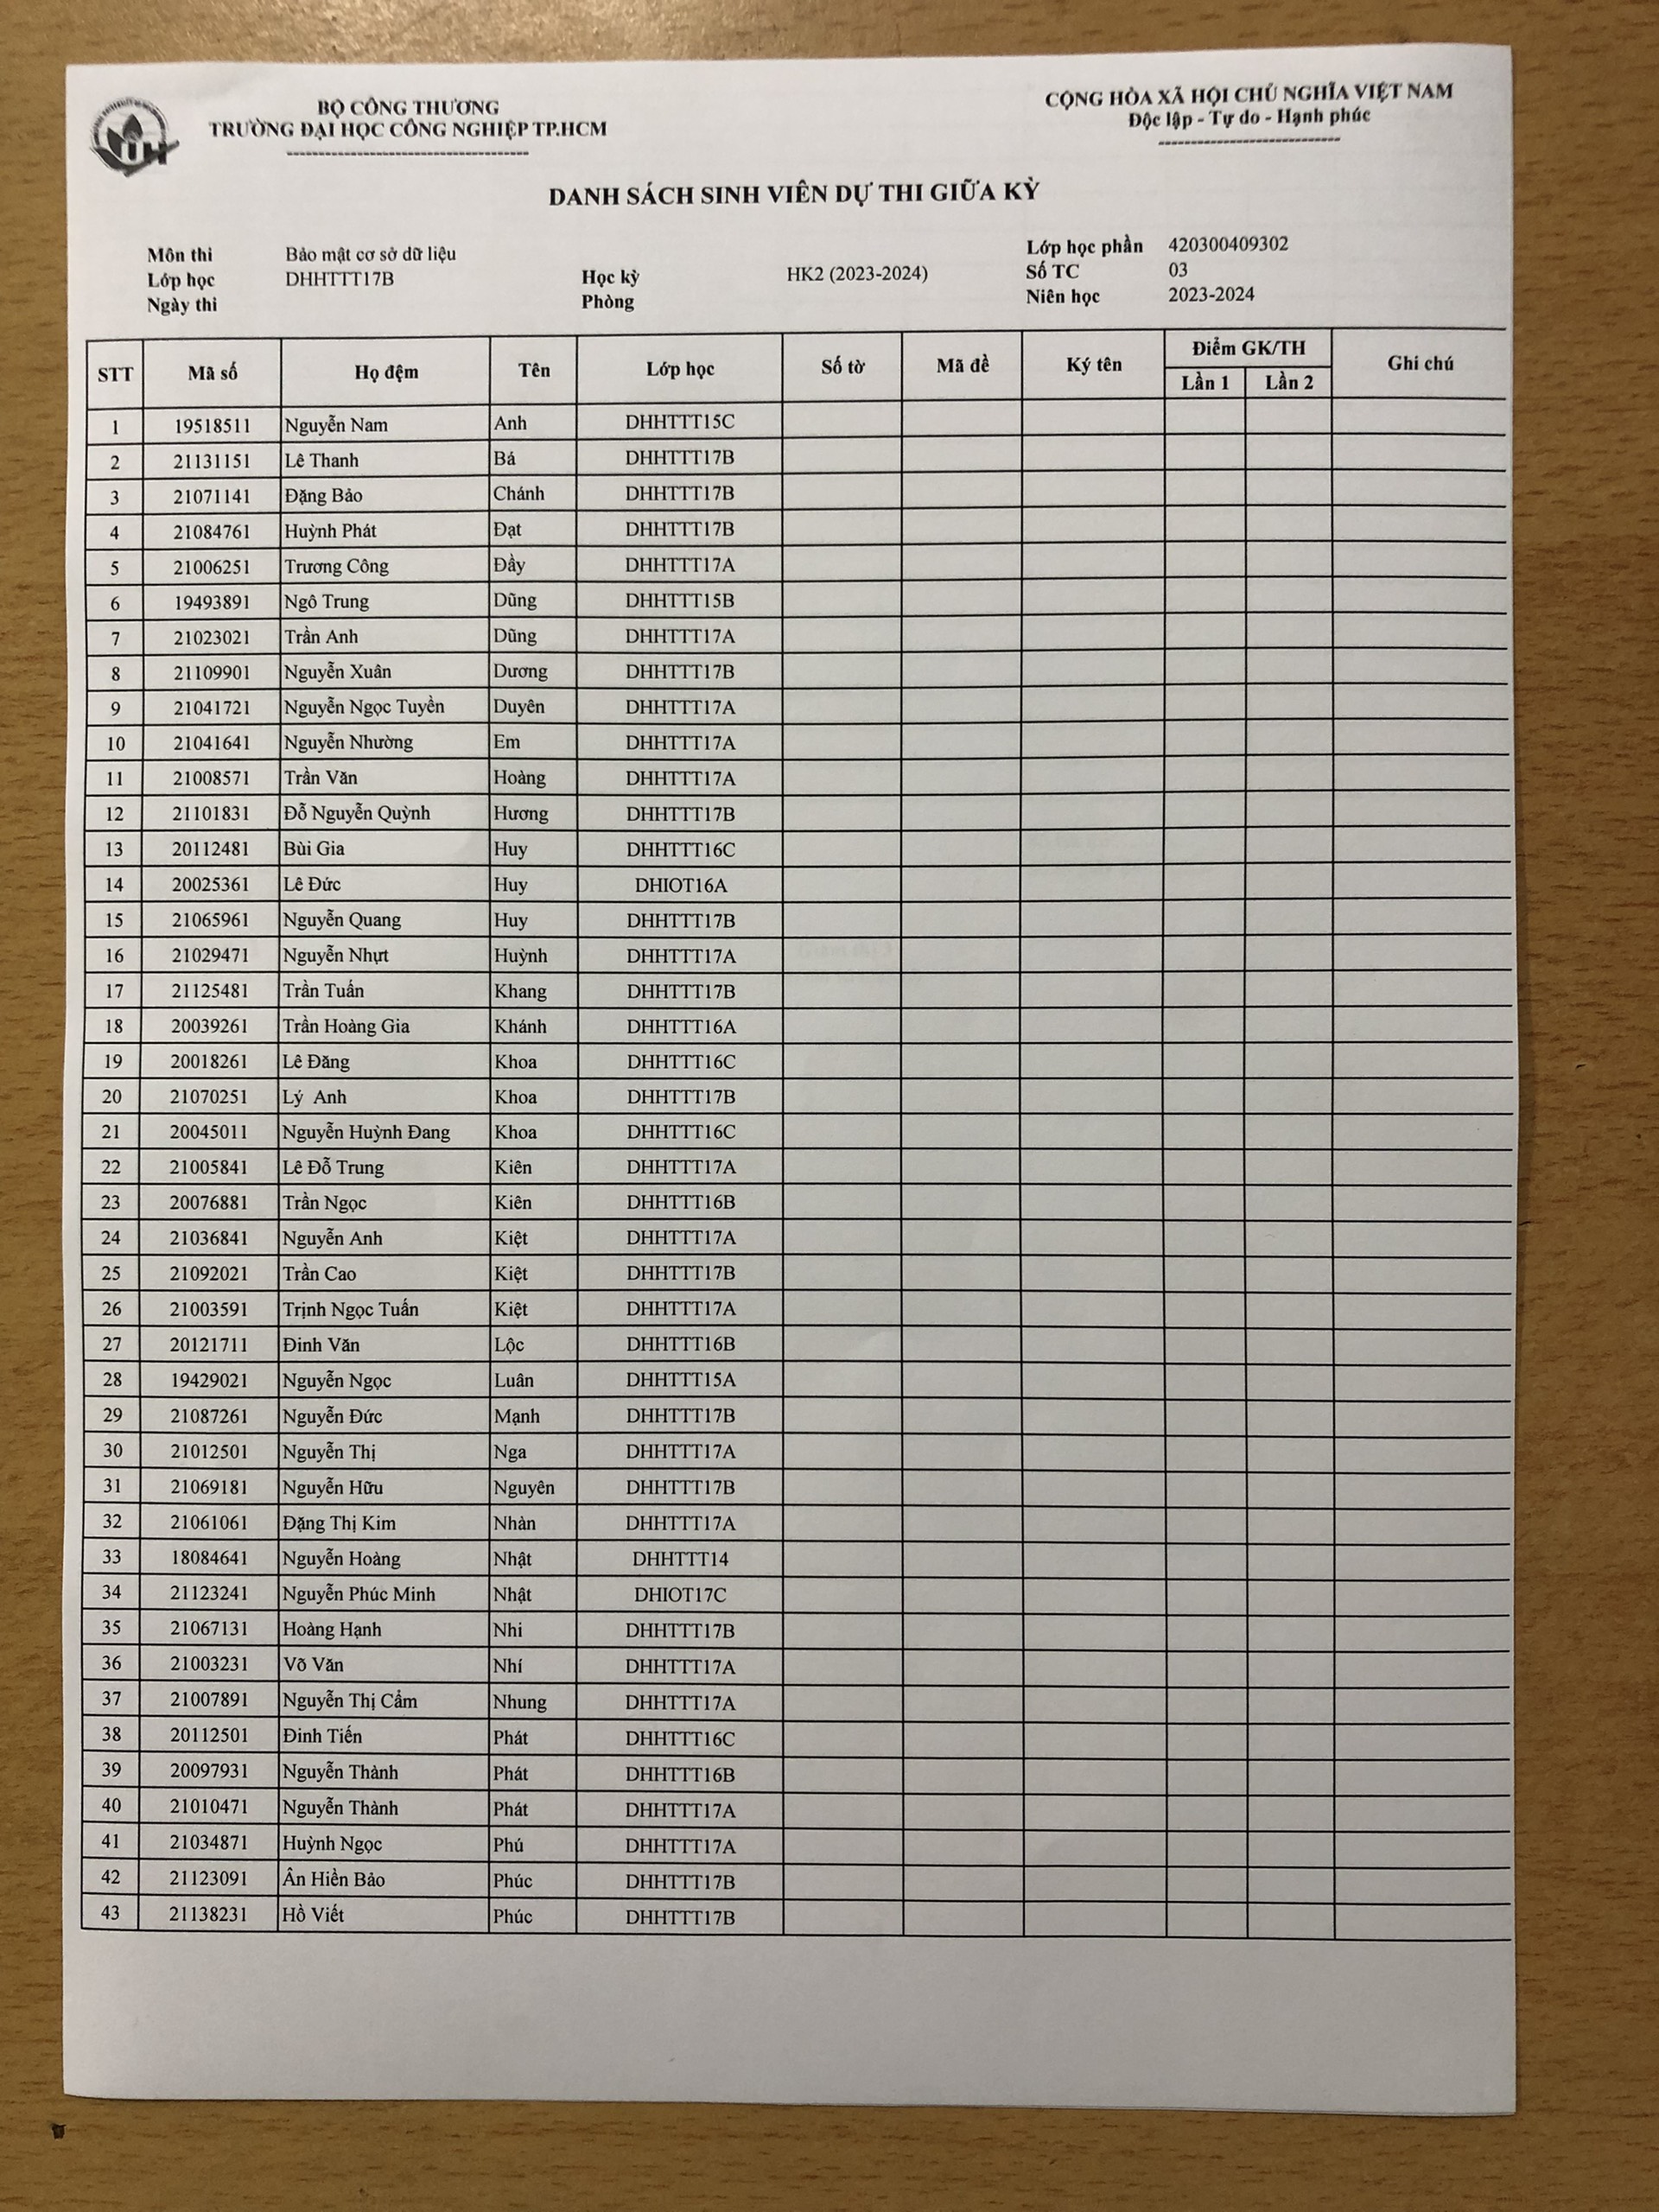 BỘ CÔNG THƯƠNG
TRƯỜNG ĐẠI HỌC CÔNG NGHIỆP TP.HCM
CỘNG HÒA XÃ HỘI CHỦ NGHĨA VIỆT NAM
Độc lập - Tự do - Hạnh phúc
DANH SÁCH SINH VIÊN DỰ THI GIỮA KỲ
Môn thi Bảo mật cơ sở dữ liệu Lớp học phần 420300409302
Lớp học DHHTTT17B Học kỳ HK2 (2023-2024) Số TC 03
Ngày thi Phòng Niên học 2023-2024
STT Mã số Họ đệm Tên Lớp học Số tờ Mã đề Ký tên Điểm GK/TH Ghi chú
Lần 1 Lần 2
1 19518511 Nguyễn Nam Anh DHHTTT15C
2 21131151 Lê Thanh Bá DHHTTT17B
3 21071141 Đặng Bảo Chánh DHHTTT17B
4 21084761 Huỳnh Phát Đạt DHHTTT17B
5 21006251 Trương Công Đầy DHHTTT17A
6 19493891 Ngô Trung Dũng DHHTTT15B
7 21023021 Trần Anh Dũng DHHTTT17A
8 21109901 Nguyễn Xuân Dương DHHTTT17B
9 21041721 Nguyễn Ngọc Tuyền Duyên DHHTTT17A
10 21041641 Nguyễn Nhường Em DHHTTT17A
11 21008571 Trần Văn Hoàng DHHTTT17A
12 21101831 Đỗ Nguyễn Quỳnh Hương DHHTTT17B
13 20112481 Bùi Gia Huy DHHTTT16C
14 20025361 Lê Đức Huy DHIOT16A
15 21065961 Nguyễn Quang Huy DHHTTT17B
16 21029471 Nguyễn Nhựt Huỳnh DHHTTT17A
17 21125481 Trần Tuấn Khang DHHTTT17B
18 20039261 Trần Hoàng Gia Khánh DHHTTT16A
19 20018261 Lê Đăng Khoa DHHTTT16C
20 21070251 Lý Anh Khoa DHHTTT17B
21 20045011 Nguyễn Huỳnh Đang Khoa DHHTTT16C
22 21005841 Lê Đỗ Trung Kiên DHHTTT17A
23 20076881 Trần Ngọc Kiên DHHTTT16B
24 21036841 Nguyễn Anh Kiệt DHHTTT17A
25 21092021 Trần Cao Kiệt DHHTTT17B
26 21003591 Trịnh Ngọc Tuấn Kiệt DHHTTT17A
27 20121711 Đinh Văn Lộc DHHTTT16B
28 19429021 Nguyễn Ngọc Luân DHHTTT15A
29 21087261 Nguyễn Đức Mạnh DHHTTT17B
30 21012501 Nguyễn Thị Nga DHHTTT17A
31 21069181 Nguyễn Hữu Nguyên DHHTTT17B
32 21061061 Đặng Thị Kim Nhàn DHHTTT17A
33 18084641 Nguyễn Hoàng Nhật DHHTTT14
34 21123241 Nguyễn Phúc Minh Nhật DHIOT17C
35 21067131 Hoàng Hạnh Nhi DHHTTT17B
36 21003231 Võ Văn Nhí DHHTTT17A
37 21007891 Nguyễn Thị Cẩm Nhung DHHTTT17A
38 20112501 Đinh Tiến Phát DHHTTT16C
39 20097931 Nguyễn Thành Phát DHHTTT16B
40 21010471 Nguyễn Thành Phát DHHTTT17A
41 21034871 Huỳnh Ngọc Phú DHHTTT17A
42 21123091 Ân Hiền Bảo Phúc DHHTTT17B
43 21138231 Hồ Viết Phúc DHHTTT17B